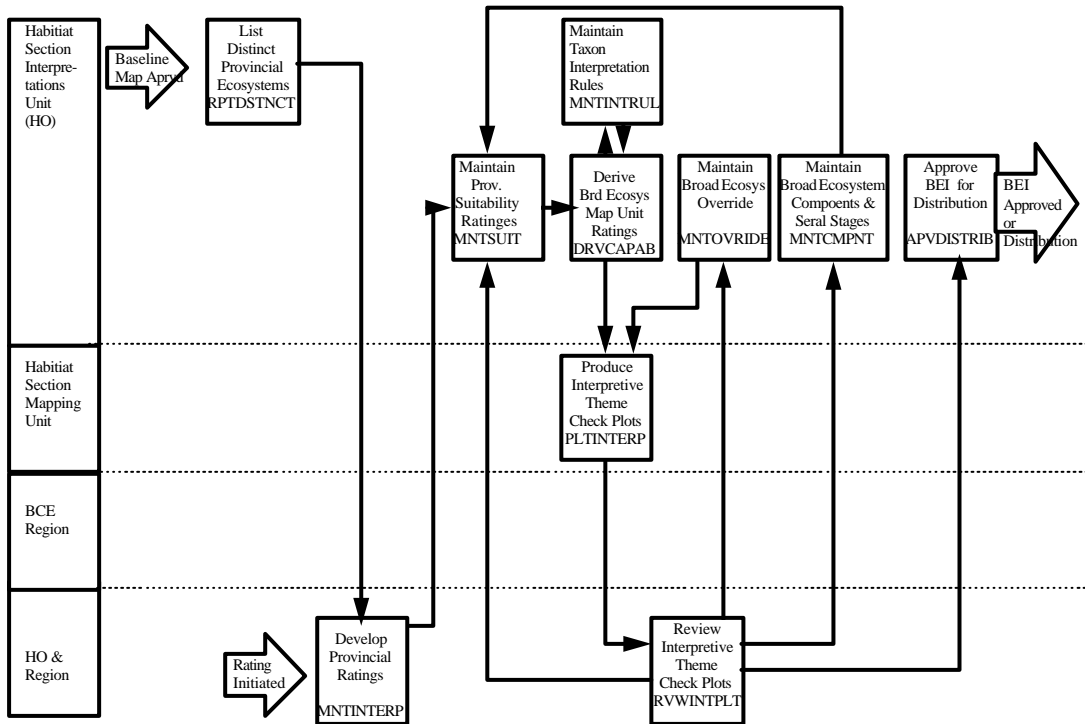 Habitiat
Section
Interpre-
tations
Unit
(HO)
Baseline
Map Aprvd
List
Distinct
Provincial
Ecosystems
RPTDSTNCT
Maintain
Taxon
Interpretation
Rules
MNTINTRUL
Maintain
Prov.
Suitability
Ratinges
MNTSUIT
Derive
Brd Ecosys
Map Unit
Ratings
DRVCAPAB
Maintain
Broad Ecosys
Override
MNTOVRIDE
Maintain
Broad Ecosystem
Compoents &
Seral Stages
MNTCMPNT
Approve
BEI for
Distribution
APVDISTRIB
BEI
Approved
or
Distribution
Habitiat
Section
Mapping
Unit
Produce
Interpretive
Theme
Check Plots
PLTINTERP
BCE
Region
HO &
Region
Rating
Initiated
Develop
Provincial
Ratings
MNTINTERP
Review
Interpretive
Theme
Check Plots
RVWINTPLT